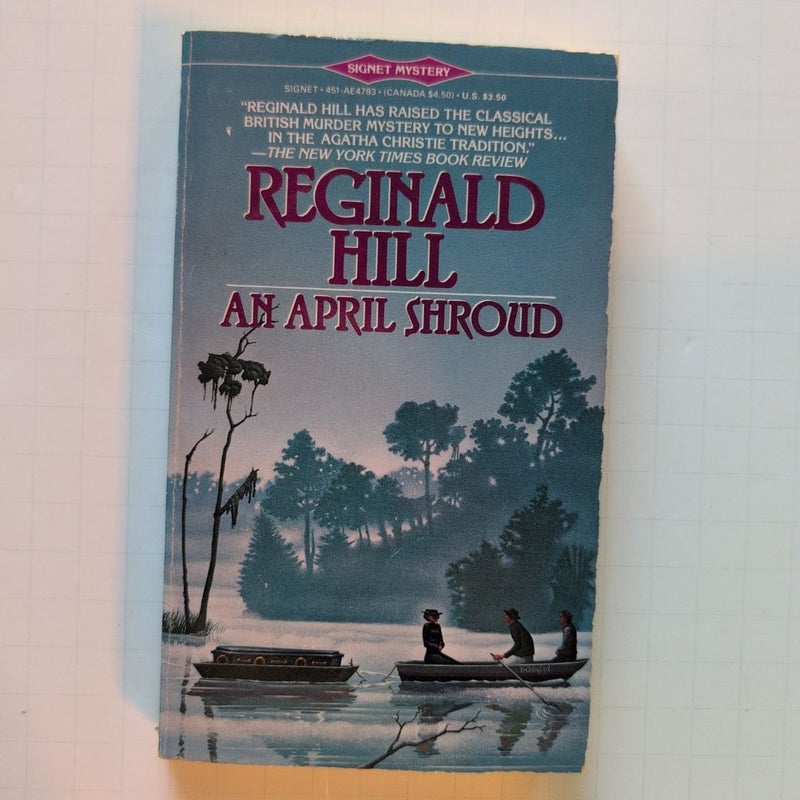 SIGNET MYSTERY
SIGNET • 451-AE4783 • (CANADA $4.50) • U.S. $3.50
"REGINALD HILL HAS RAISED THE CLASSICAL
BRITISH MURDER MYSTERY TO NEW HEIGHTS...
IN THE AGATHA CHRISTIE TRADITION."
—THE NEW YORK TIMES BOOK REVIEW
REGINALD
HILL
AN APRIL SHROUD